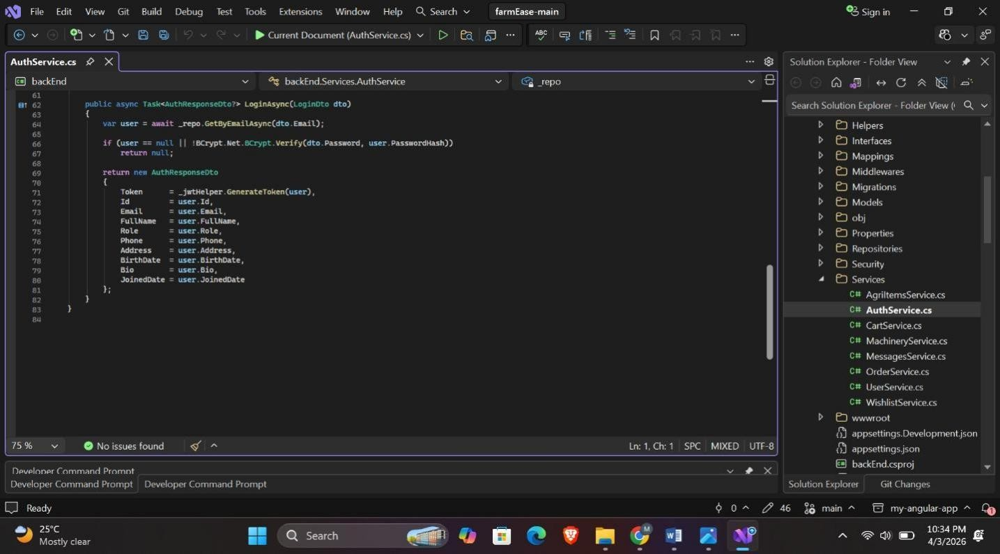 File Edit View Git Build Debug Test Tools Extensions Window Help Search farmEase-main Sign in
Current Document (AuthService.cs)
AuthService.cs
backEnd backEnd.Services.AuthService _repo
61
62 public async Task<AuthResponseDto?> LoginAsync(LoginDto dto)
63 {
64 var user = await _repo.GetByEmailAsync(dto.Email);
65
66 if (user == null || !BCrypt.Net.BCrypt.Verify(dto.Password, user.PasswordHash))
67 return null;
68
69 return new AuthResponseDto
70 {
71 Token = _jwtHelper.GenerateToken(user),
72 Id = user.Id,
73 Email = user.Email,
74 FullName = user.FullName,
75 Role = user.Role,
76 Phone = user.Phone,
77 Address = user.Address,
78 BirthDate = user.BirthDate,
79 Bio = user.Bio,
80 JoinedDate = user.JoinedDate
81 };
82 }
83 }
84
75 % No issues found Ln: 1, Ch: 1 SPC MIXED UTF-8
Developer Command Prompt
Developer Command Prompt Developer Command Prompt
Solution Explorer - Folder View
Search Solution Explorer - Folder View (
Helpers
Interfaces
Mappings
Middlewares
Migrations
Models
obj
Properties
Repositories
Security
Services
C# AgriItemsService.cs
C# AuthService.cs
C# CartService.cs
C# MachineryService.cs
C# MessagesService.cs
C# OrderService.cs
C# UserService.cs
C# WishlistService.cs
wwwroot
appsettings.Development.json
appsettings.json
backEnd.csproj
Solution Explorer Git Changes
Ready 0 46 main my-angular-app 1
25°C
Mostly clear
Search
10:34 PM
4/3/2026